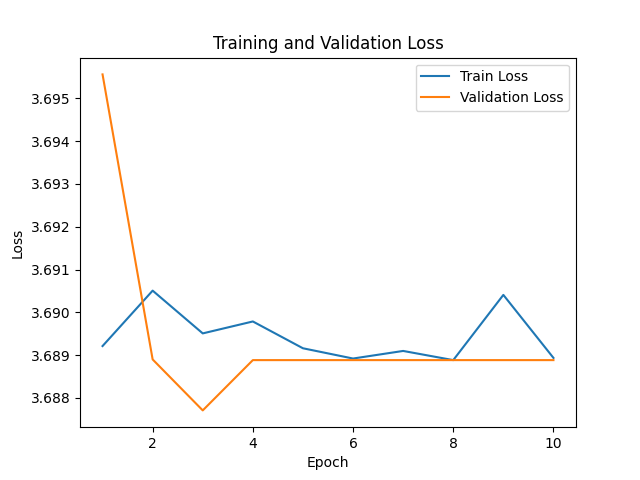 Training and Validation Loss
Train Loss
Validation Loss
3.695
3.694
3.693
3.692
3.691
3.690
3.689
3.688
Loss
2
4
6
8
10
Epoch